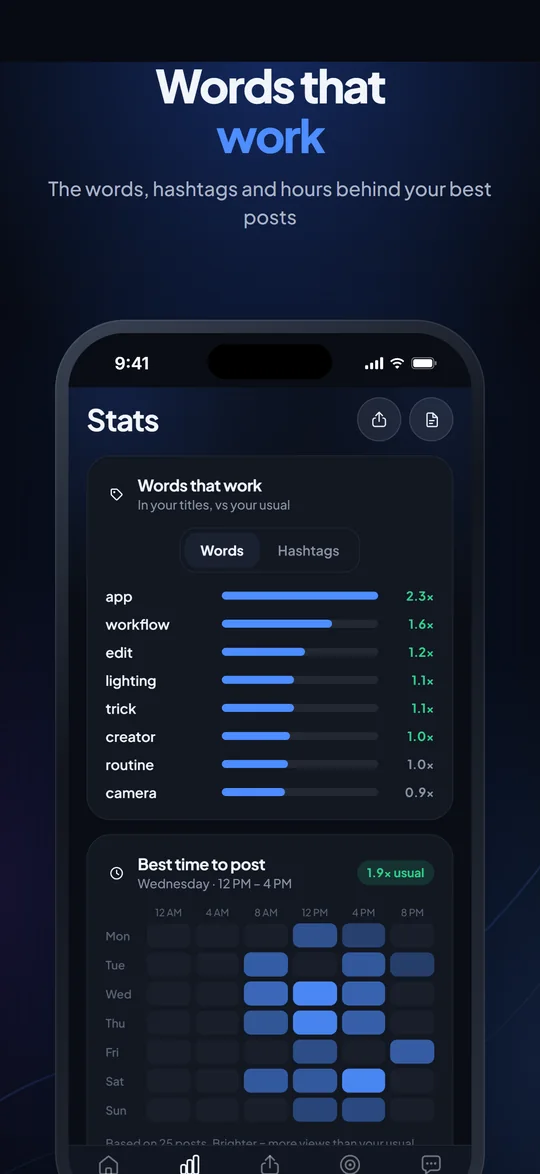 Words that
work
The words, hashtags and hours behind your best
posts
9:41
Stats
Words that work
In your titles, vs your usual
Words Hashtags
app 2.3×
workflow 1.6×
edit 1.2×
lighting 1.1×
trick 1.1×
creator 1.0×
routine 1.0×
camera 0.9×
Best time to post
Wednesday · 12 PM – 4 PM
1.9× usual
12 AM 4 AM 8 AM 12 PM 4 PM 8 PM
Mon
Tue
Wed
Thu
Fri
Sat
Sun
Based on 25 posts. Brighter = more views than your usual.